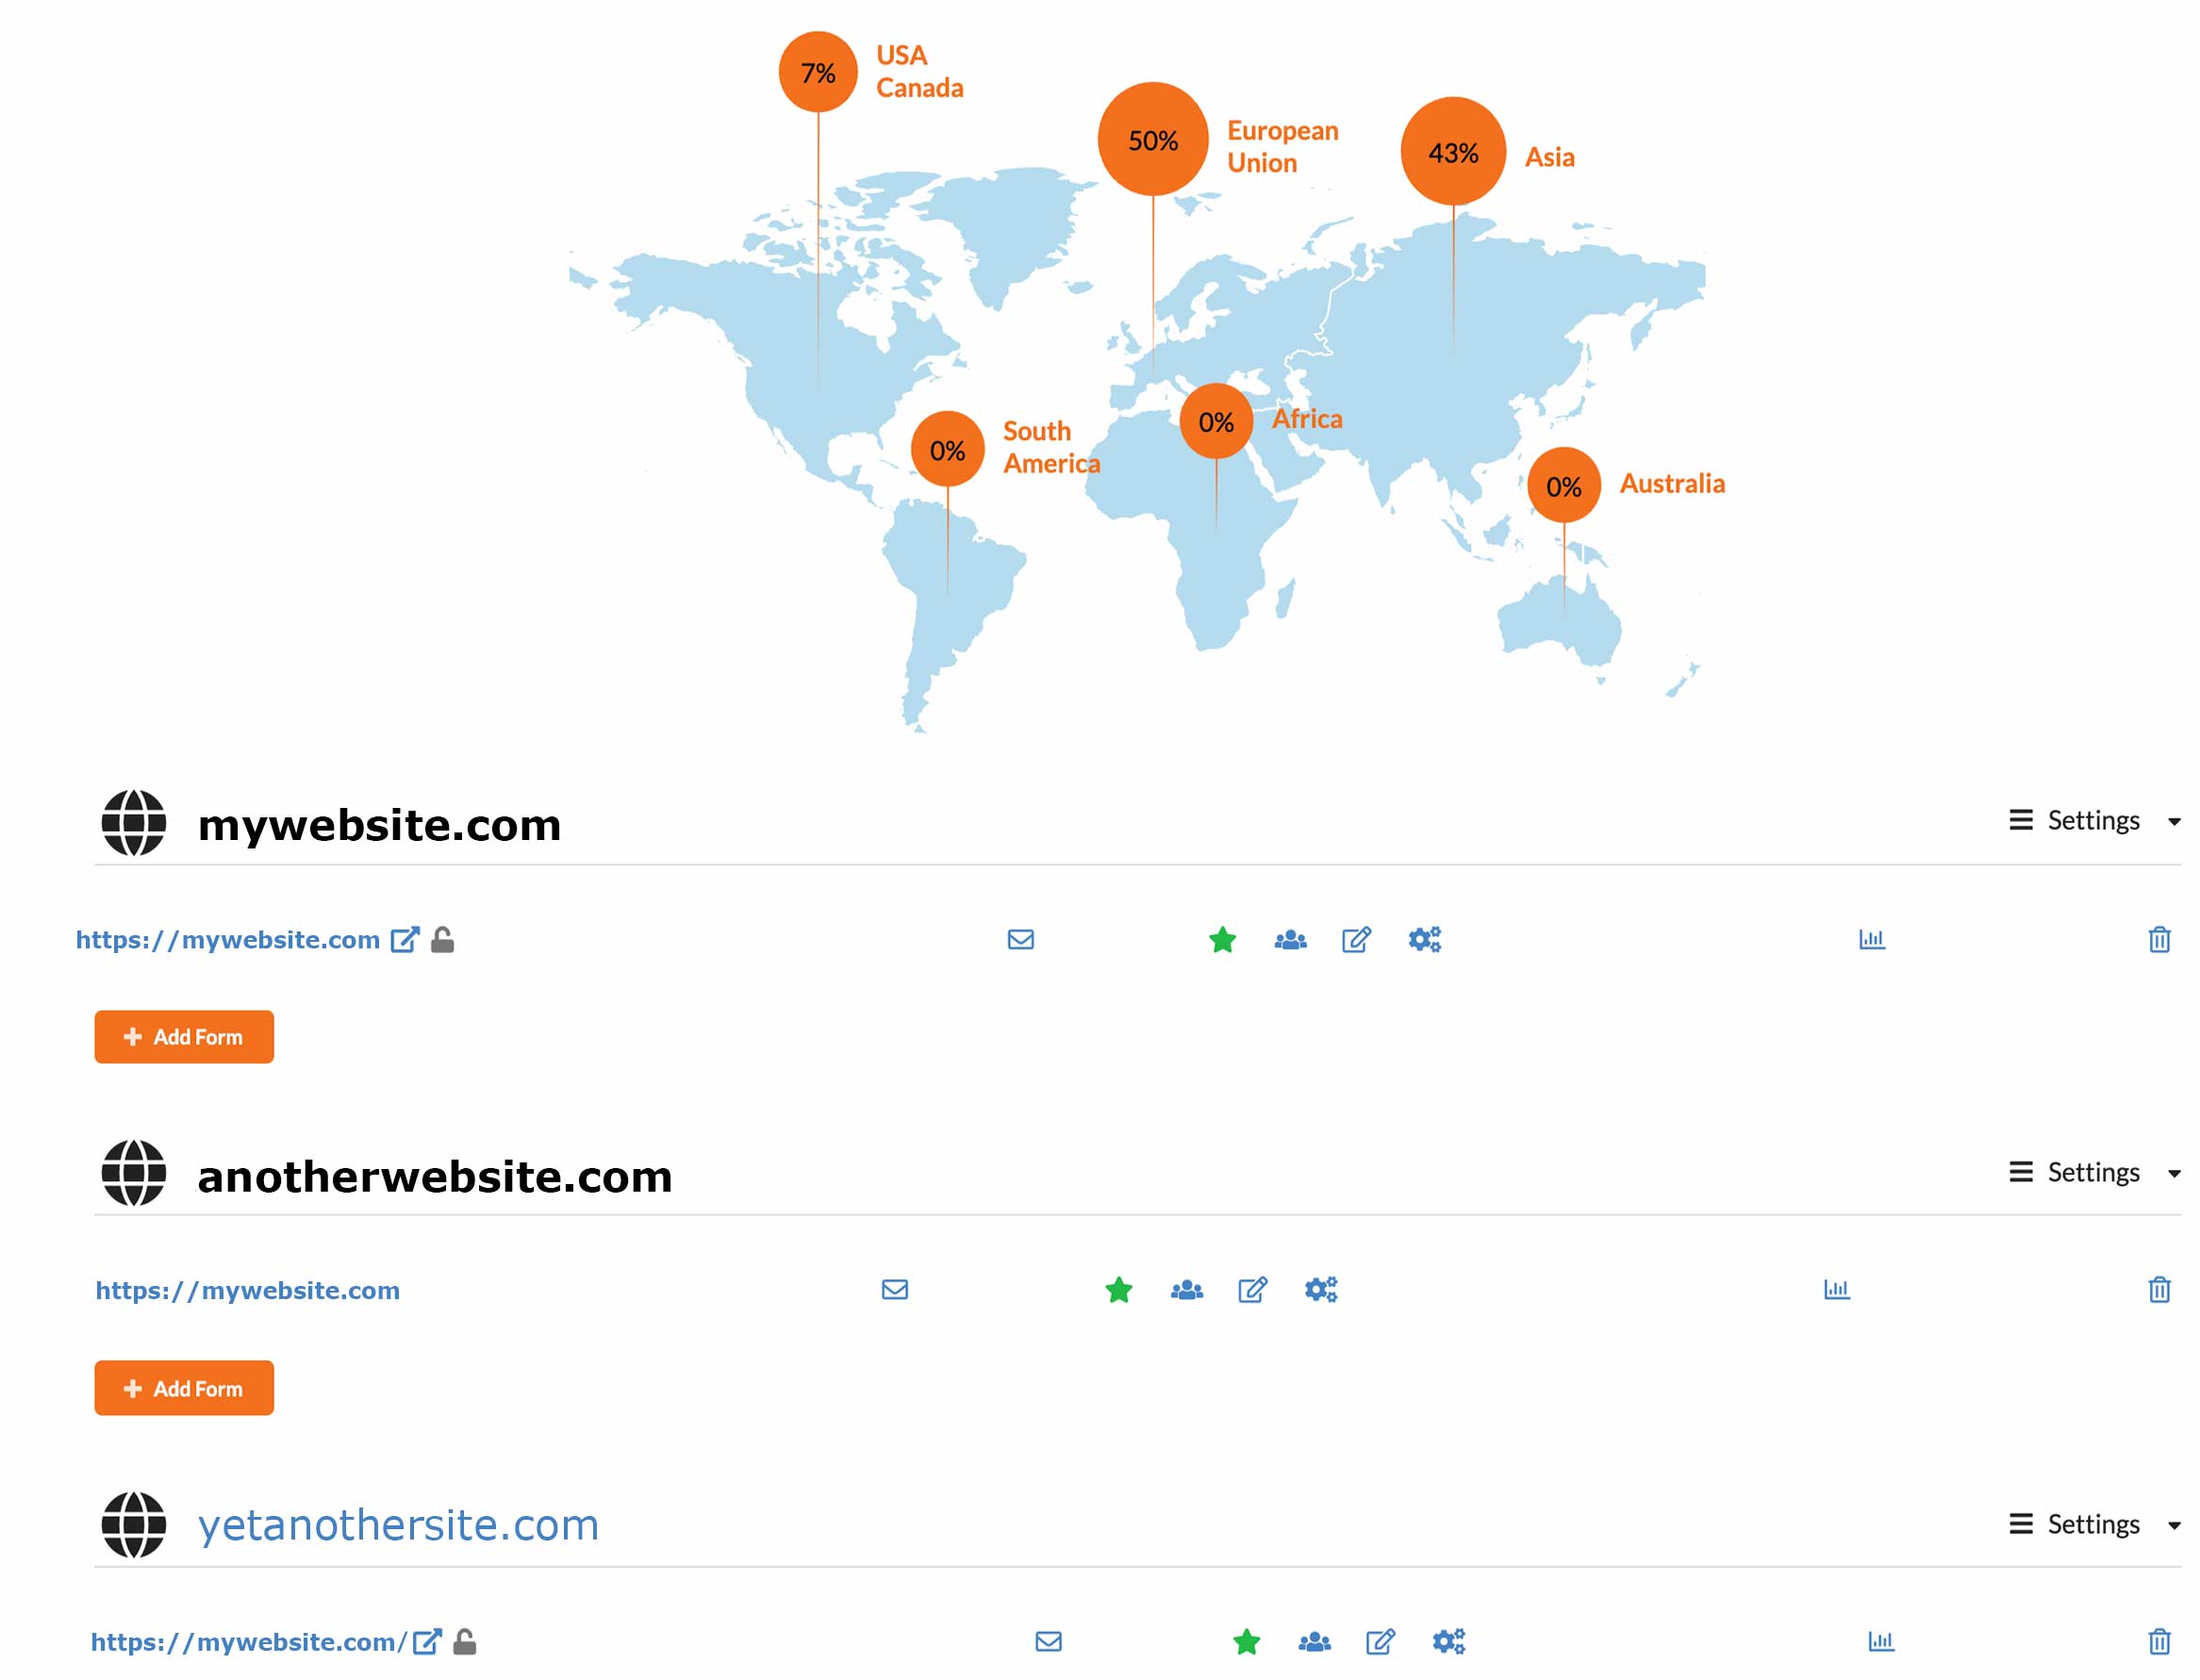 7%
USA
Canada
50%
European
Union
43%
Asia
0%
South
America
0%
Africa
0%
Australia
mywebsite.com
Settings
https://mywebsite.com
Add Form
anotherwebsite.com
Settings
https://mywebsite.com
Add Form
yetanothersite.com
Settings
https://mywebsite.com/